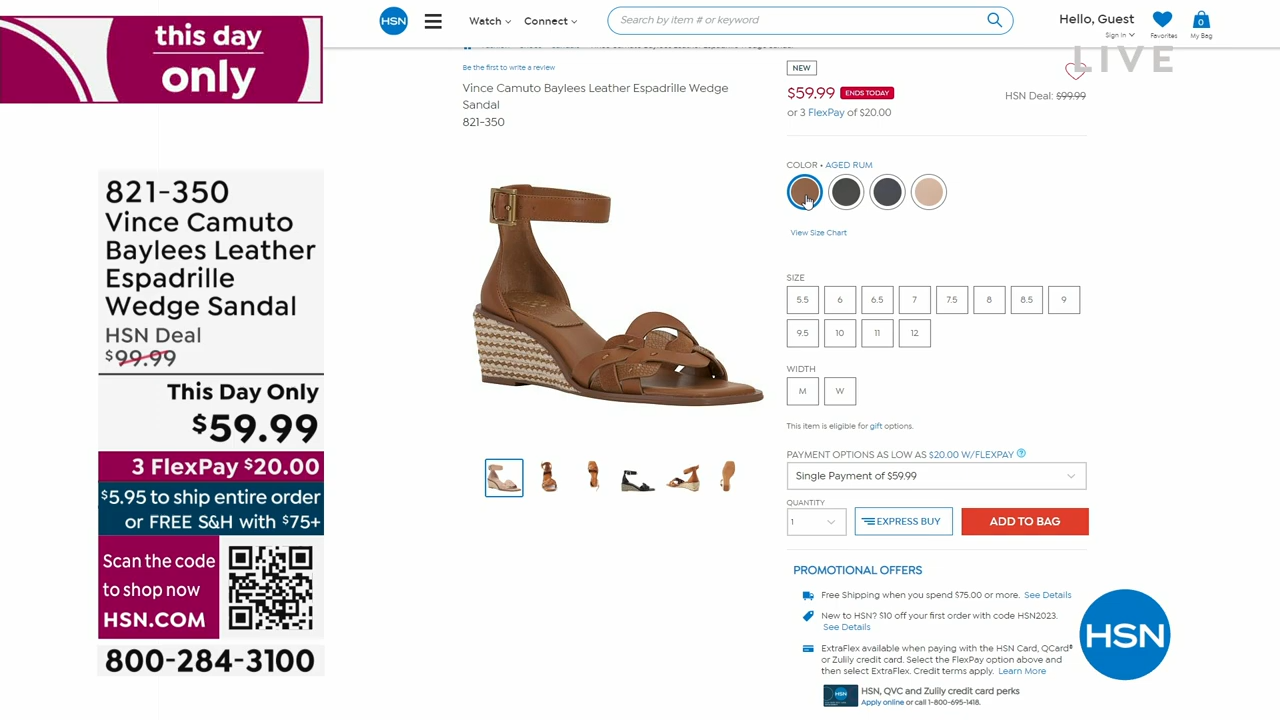 this day
only
821-350
Vince Camuto
Baylees Leather
Espadrille
Wedge Sandal
HSN Deal
$99.99
This Day Only
$59.99
3 FlexPay $20.00
$5.95 to ship entire order
or FREE S&H with $75+
Scan the code
to shop now
HSN.COM
800-284-3100
HSN
Watch
Connect
Search by item # or keyword
Hello, Guest
Sign In
Favorites
0
My Bag
LIVE
Be the first to write a review
Vince Camuto Baylees Leather Espadrille Wedge
Sandal
821-350
NEW
$59.99 ENDS TODAY
HSN Deal: $99.99
or 3 FlexPay of $20.00
COLOR • AGED RUM
View Size Chart
SIZE
5.5 6 6.5 7 7.5 8 8.5 9
9.5 10 11 12
WIDTH
M W
This item is eligible for gift options.
PAYMENT OPTIONS AS LOW AS $20.00 W/FLEXPAY ?
Single Payment of $59.99
QUANTITY
1
EXPRESS BUY
ADD TO BAG
PROMOTIONAL OFFERS
Free Shipping when you spend $75.00 or more. See Details
New to HSN? $10 off your first order with code HSN2023.
See Details
ExtraFlex available when paying with the HSN Card, QCard®
or Zulily credit card. Select the FlexPay option above and
then select ExtraFlex. Credit terms apply. Learn More
HSN, QVC and Zulily credit card perks
Apply online or call 1-800-695-1418.
HSN